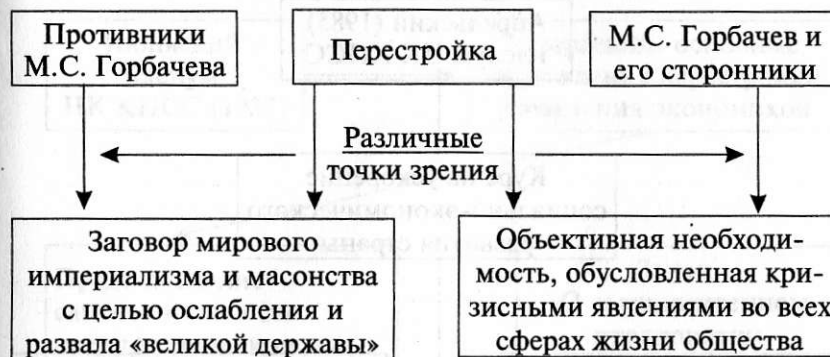 Противники
М.С. Горбачева
Перестройка
М.С. Горбачев и
его сторонники
Различные
точки зрения
Заговор мирового
империализма и масонства
с целью ослабления и
развала «великой державы»
Объективная необходи-
мость, обусловленная кри-
зисными явлениями во всех
сферах жизни общества